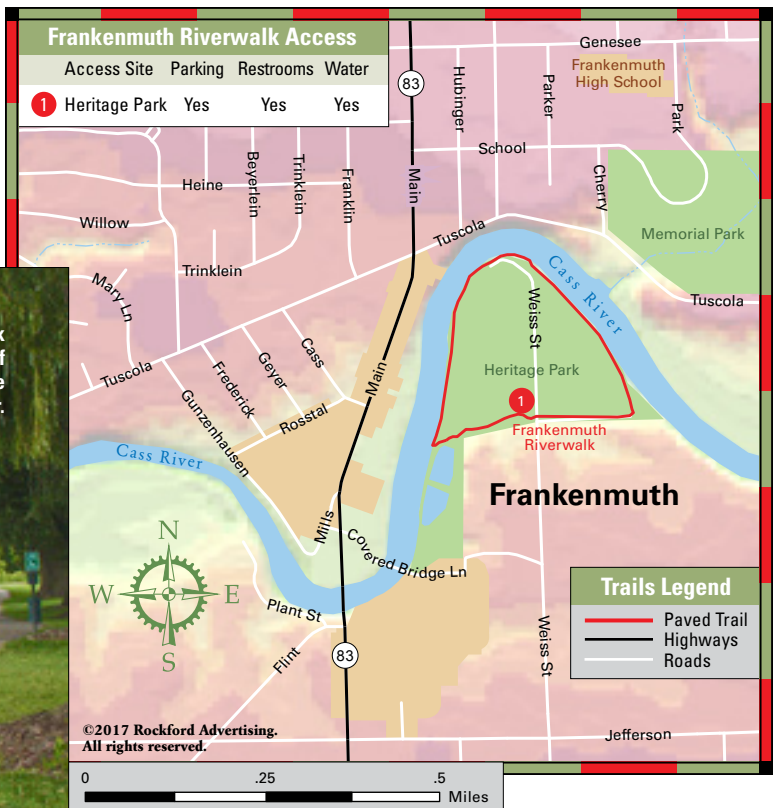 Frankenmuth Riverwalk Access
Access Site Parking Restrooms Water
1 Heritage Park Yes Yes Yes
Genesee
Frankenmuth
High School
83
Hubinger
Parker
Park
School
Heine
Beyerlein
Trinklein
Franklin
Main
Cherry
Willow
Tuscola
Memorial Park
Trinklein
Cass River
Mary Ln
Weiss St
Tuscola
k
f
e
r.
Tuscola
Frederick
Geyer
Cass
Main
Heritage Park
1
Gunzenhausen
Rosstal
Frankenmuth
Riverwalk
Cass River
Frankenmuth
Mills
Covered Bridge Ln
N
W E
S
Plant St
Flint
83
Weiss St
Trails Legend
Paved Trail
Highways
Roads
©2017 Rockford Advertising.
All rights reserved.
Jefferson
0 .25 .5
Miles